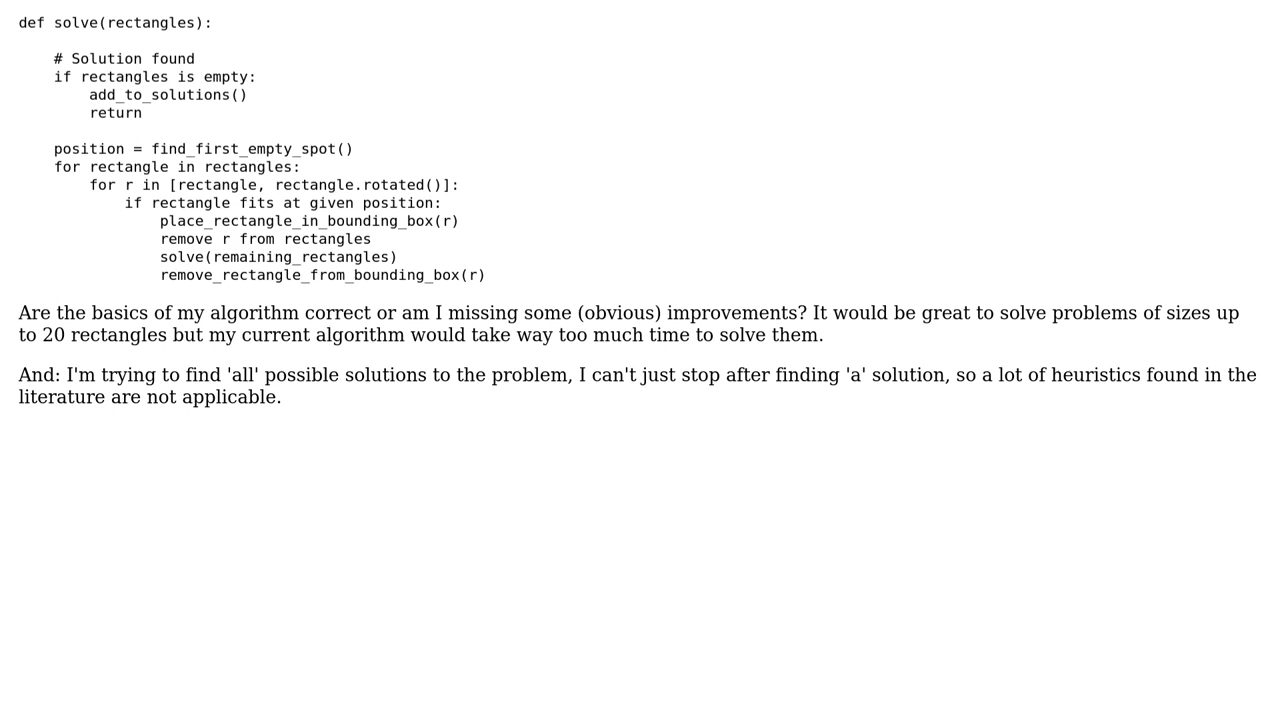 def solve(rectangles):
    # Solution found
    if rectangles is empty:
        add_to_solutions()
        return
    position = find_first_empty_spot()
    for rectangle in rectangles:
        for r in [rectangle, rectangle.rotated()]:
            if rectangle fits at given position:
                place_rectangle_in_bounding_box(r)
                remove r from rectangles
                solve(remaining_rectangles)
                remove_rectangle_from_bounding_box(r)
Are the basics of my algorithm correct or am I missing some (obvious) improvements? It would be great to solve problems of sizes up
to 20 rectangles but my current algorithm would take way too much time to solve them.
And: I'm trying to find 'all' possible solutions to the problem, I can't just stop after finding 'a' solution, so a lot of heuristics found in the
literature are not applicable.